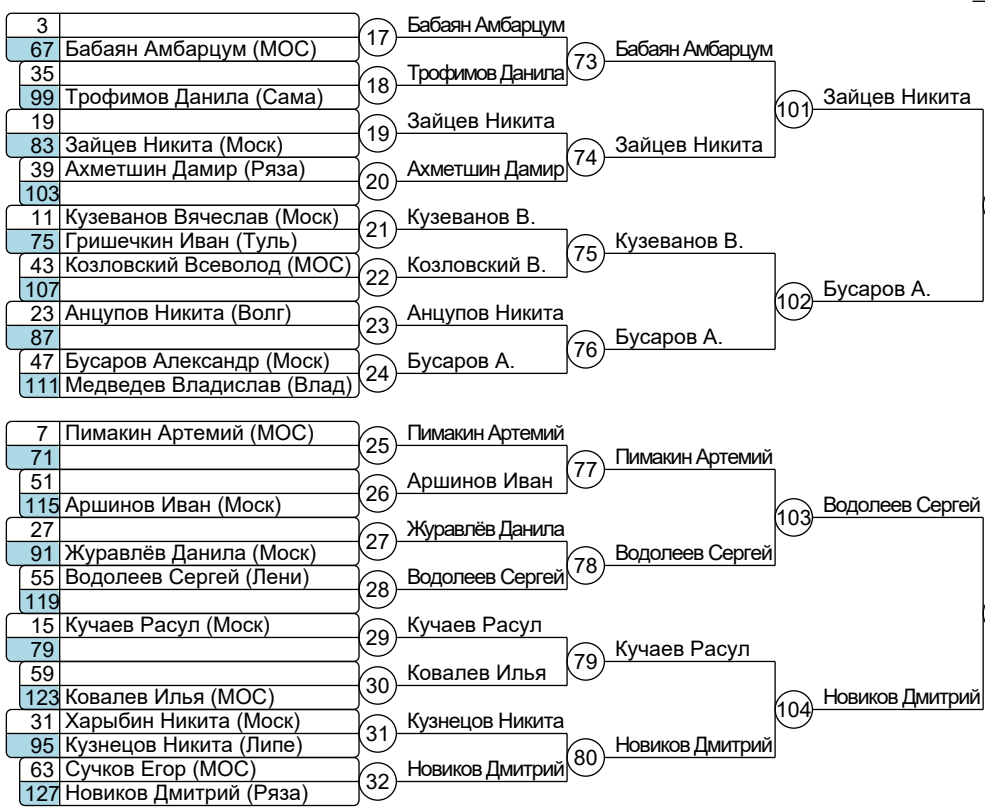 3
17
Бабаян Амбарцум
67 Бабаян Амбарцум (МОС)
73
Бабаян Амбарцум
35
18
Трофимов Данила
99 Трофимов Данила (Сама)
101
Зайцев Никита
19
19
Зайцев Никита
83 Зайцев Никита (Моск)
74
Зайцев Никита
39 Ахметшин Дамир (Ряза)
20
Ахметшин Дамир
103
11 Кузеванов Вячеслав (Моск)
21
Кузеванов В.
75 Гришечкин Иван (Туль)
75
Кузеванов В.
43 Козловский Всеволод (МОС)
22
Козловский В.
107
102
Бусаров А.
23 Анцупов Никита (Волг)
23
Анцупов Никита
87
76
Бусаров А.
47 Бусаров Александр (Моск)
24
Бусаров А.
111 Медведев Владислав (Влад)
7 Пимакин Артемий (МОС)
25
Пимакин Артемий
71
77
Пимакин Артемий
51
26
Аршинов Иван
115 Аршинов Иван (Моск)
103
Водолеев Сергей
27
27
Журавлёв Данила
91 Журавлёв Данила (Моск)
78
Водолеев Сергей
55 Водолеев Сергей (Лени)
28
Водолеев Сергей
119
15 Кучаев Расул (Моск)
29
Кучаев Расул
79
79
Кучаев Расул
59
30
Ковалев Илья
123 Ковалев Илья (МОС)
104
Новиков Дмитрий
31 Харыбин Никита (Моск)
31
Кузнецов Никита
95 Кузнецов Никита (Липе)
80
Новиков Дмитрий
63 Сучков Егор (МОС)
32
Новиков Дмитрий
127 Новиков Дмитрий (Ряза)